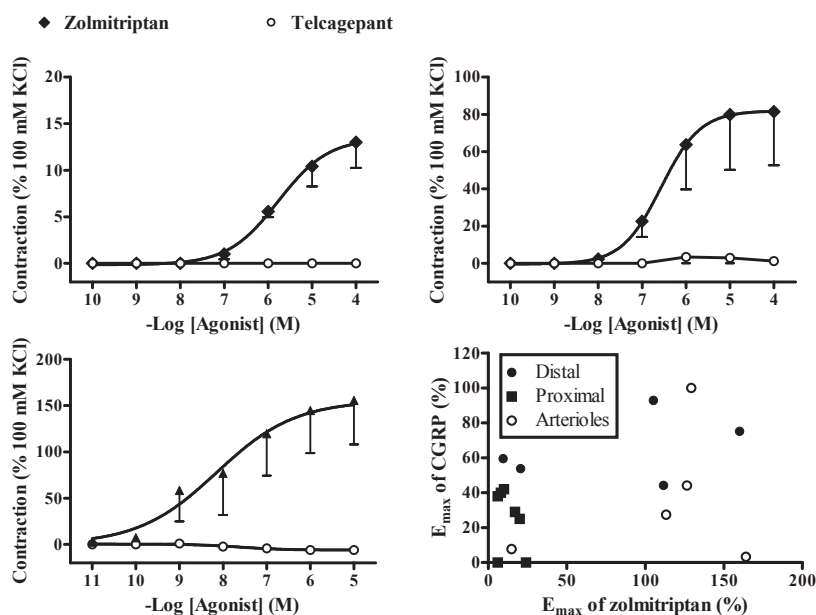 Zolmitriptan Telcagepant
Contraction (% 100 mM KCl)
20
15
10
5
0
10 9 8 7 6 5 4
-Log [Agonist] (M)
Contraction (% 100 mM KCl)
100
80
60
40
20
0
10 9 8 7 6 5 4
-Log [Agonist] (M)
Contraction (% 100 mM KCl)
200
150
100
50
0
11 10 9 8 7 6 5
-Log [Agonist] (M)
Emax of CGRP (%)
120
100
80
60
40
20
0
Distal
Proximal
Arterioles
0 50 100 150 200
Emax of zolmitriptan (%)